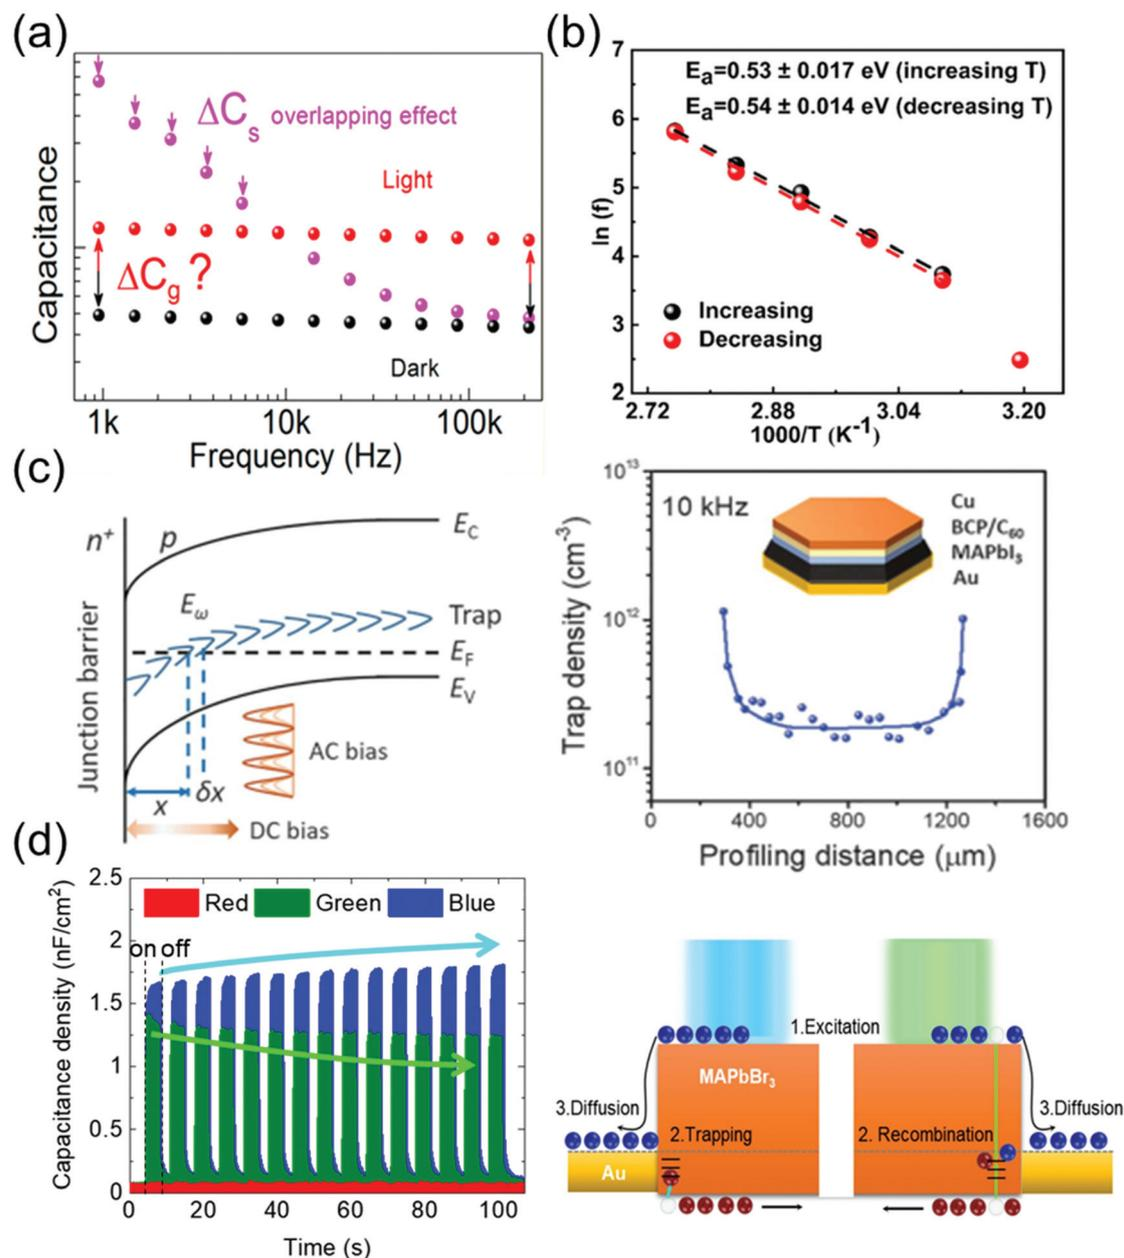 (a)
ΔCs overlapping effect
Light
ΔCg ?
Dark
Capacitance
1k 10k 100k
Frequency (Hz)
(b)
7
6
5
4
3
2
ln (f)
Ea=0.53 ± 0.017 eV (increasing T)
Ea=0.54 ± 0.014 eV (decreasing T)
Increasing
Decreasing
2.72 2.88 3.04 3.20
1000/T (K-1)
(c)
n+
p
EC
Eω
Trap
EF
EV
Junction barrier
AC bias
x
δx
DC bias
10^13
10^12
10^11
Trap density (cm-3)
10 kHz
Cu
BCP/C60
MAPbI3
Au
0 400 800 1200 1600
Profiling distance (μm)
(d)
2.5
2
1.5
1
0.5
0
Capacitance density (nF/cm2)
Red Green Blue
on off
0 20 40 60 80 100
Time (s)
1.Excitation
MAPbBr3
3.Diffusion
3.Diffusion
2.Trapping
2. Recombination
Au